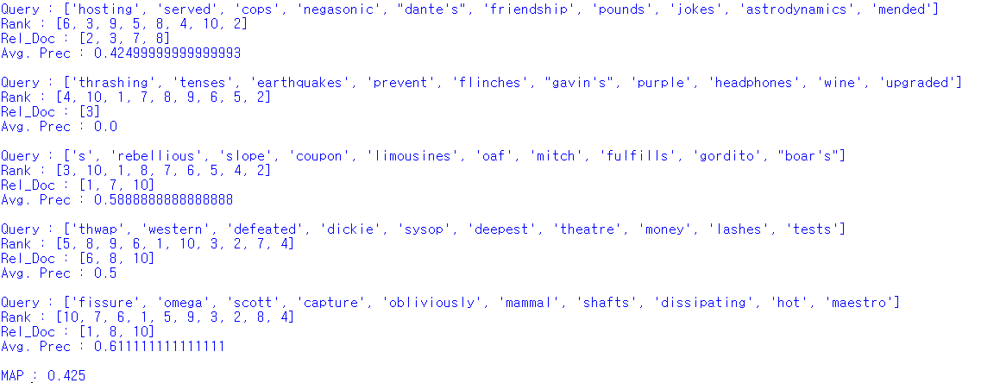 Query : ['hosting', 'served', 'cops', 'negasonic', "dante's", 'friendship', 'pounds', 'jokes', 'astrodynamics', 'mended']
Rank : [6, 3, 9, 5, 8, 4, 10, 2]
Rel_Doc : [2, 3, 7, 8]
Avg. Prec : 0.42499999999999993
Query : ['thrashing', 'tenses', 'earthquakes', 'prevent', 'flinches', "gavin's", 'purple', 'headphones', 'wine', 'upgraded']
Rank : [4, 10, 1, 7, 8, 9, 6, 5, 2]
Rel_Doc : [3]
Avg. Prec : 0.0
Query : ['s', 'rebellious', 'slope', 'coupon', 'limousines', 'oaf', 'mitch', 'fulfills', 'gordito', "boar's"]
Rank : [3, 10, 1, 8, 7, 6, 5, 4, 2]
Rel_Doc : [1, 7, 10]
Avg. Prec : 0.5888888888888888
Query : ['thwap', 'western', 'defeated', 'dickie', 'sysop', 'deepest', 'theatre', 'money', 'lashes', 'tests']
Rank : [5, 8, 9, 6, 1, 10, 3, 2, 7, 4]
Rel_Doc : [6, 8, 10]
Avg. Prec : 0.5
Query : ['fissure', 'omega', 'scott', 'capture', 'obliviously', 'mammal', 'shafts', 'dissipating', 'hot', 'maestro']
Rank : [10, 7, 6, 1, 5, 9, 3, 2, 8, 4]
Rel_Doc : [1, 8, 10]
Avg. Prec : 0.611111111111111
MAP : 0.425